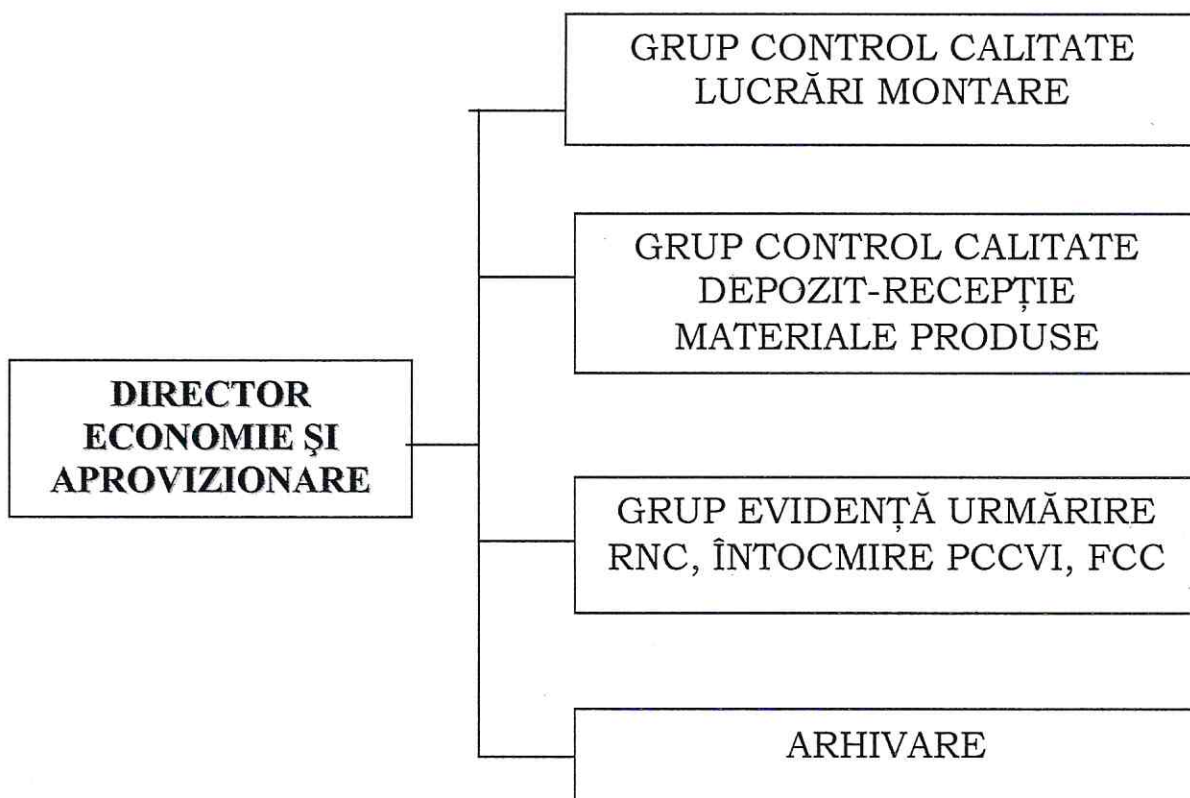 GRUP CONTROL CALITATE
LUCRĂRI MONTARE
GRUP CONTROL CALITATE
DEPOZIT-RECEPȚIE
MATERIALE PRODUSE
DIRECTOR
ECONOMIE ŞI
APROVIZIONARE
GRUP EVIDENȚĂ URMĂRIRE
RNC, ÎNTOCMIRE PCCVI, FCC
ARHIVARE